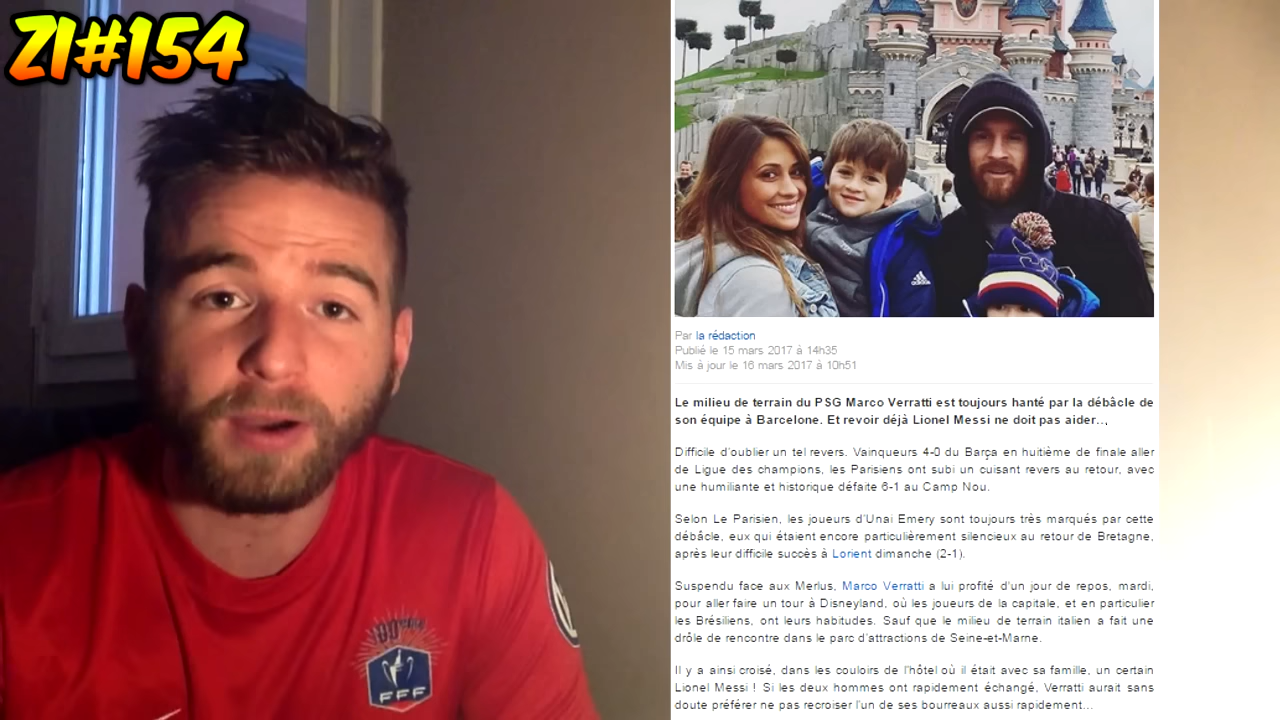 ZI#154
adidas
Par la rédaction
Publié le 15 mars 2017 à 14h35
Mis à jour le 16 mars 2017 à 10h51
Le milieu de terrain du PSG Marco Verratti est toujours hanté par la débâcle de
son équipe à Barcelone. Et revoir déjà Lionel Messi ne doit pas aider...
Difficile d'oublier un tel revers. Vainqueurs 4-0 du Barça en huitième de finale aller
de Ligue des champions, les Parisiens ont subi un cuisant revers au retour, avec
une humiliante et historique défaite 6-1 au Camp Nou.
Selon Le Parisien, les joueurs d'Unai Emery sont toujours très marqués par cette
débâcle, eux qui étaient encore particulièrement silencieux au retour de Bretagne,
après leur difficile succès à Lorient dimanche (2-1).
Suspendu face aux Merlus, Marco Verratti a lui profité d'un jour de repos, mardi,
pour aller faire un tour à Disneyland, où les joueurs de la capitale, et en particulier
les Brésiliens, ont leurs habitudes. Sauf que le milieu de terrain italien a fait une
drôle de rencontre dans le parc d'attractions de Seine-et-Marne.
Il y a ainsi croisé, dans les couloirs de l'hôtel où il était avec sa famille, un certain
Lionel Messi ! Si les deux hommes ont rapidement échangé, Verratti aurait sans
doute préférer ne pas recroiser l'un de ses bourreaux aussi rapidement...
FFF